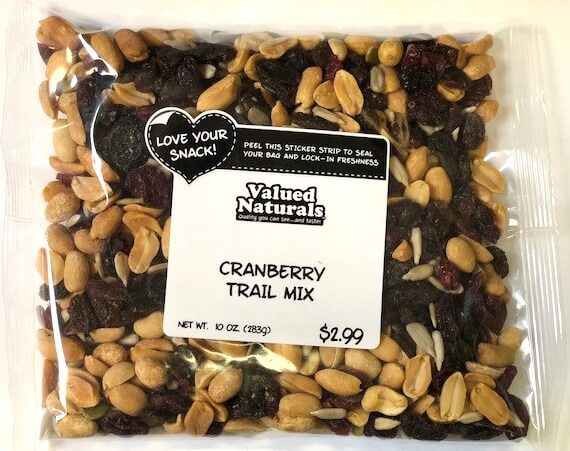 LOVE YOUR
SNACK!
PEEL THIS STICKER STRIP TO SEAL
YOUR BAG AND LOCK-IN FRESHNESS
Valued
Naturals
Quality you can see...and taste!
CRANBERRY
TRAIL MIX
NET WT. 10 OZ. (283g)
$2.99